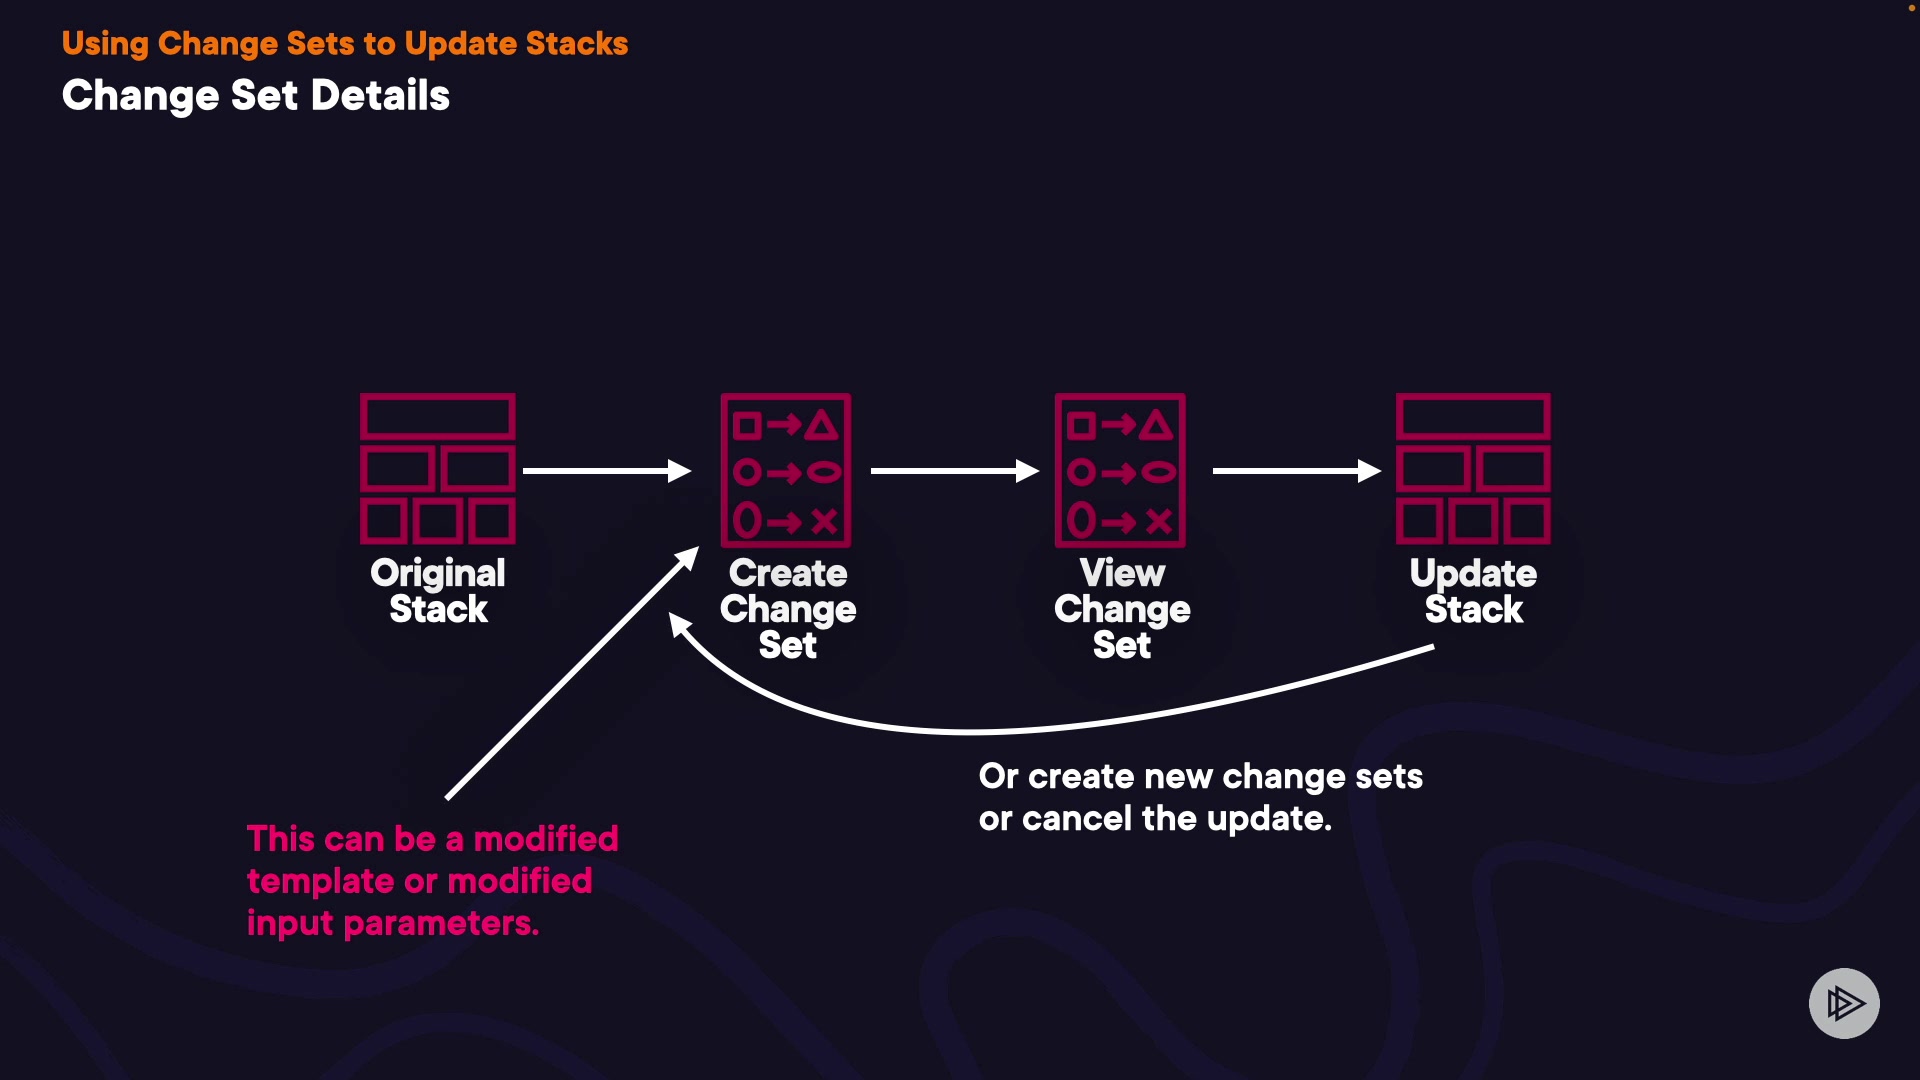 Using Change Sets to Update Stacks
Change Set Details
Original
Stack
Create
Change
Set
View
Change
Set
Update
Stack
Or create new change sets
or cancel the update.
This can be a modified
template or modified
input parameters.